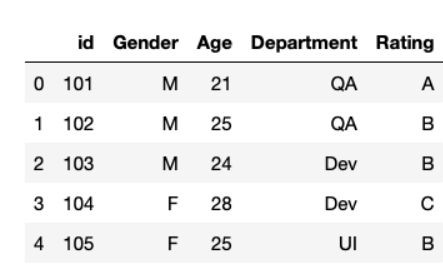 id Gender Age Department Rating
0 101 M 21 QA A
1 102 M 25 QA B
2 103 M 24 Dev B
3 104 F 28 Dev C
4 105 F 25 UI B